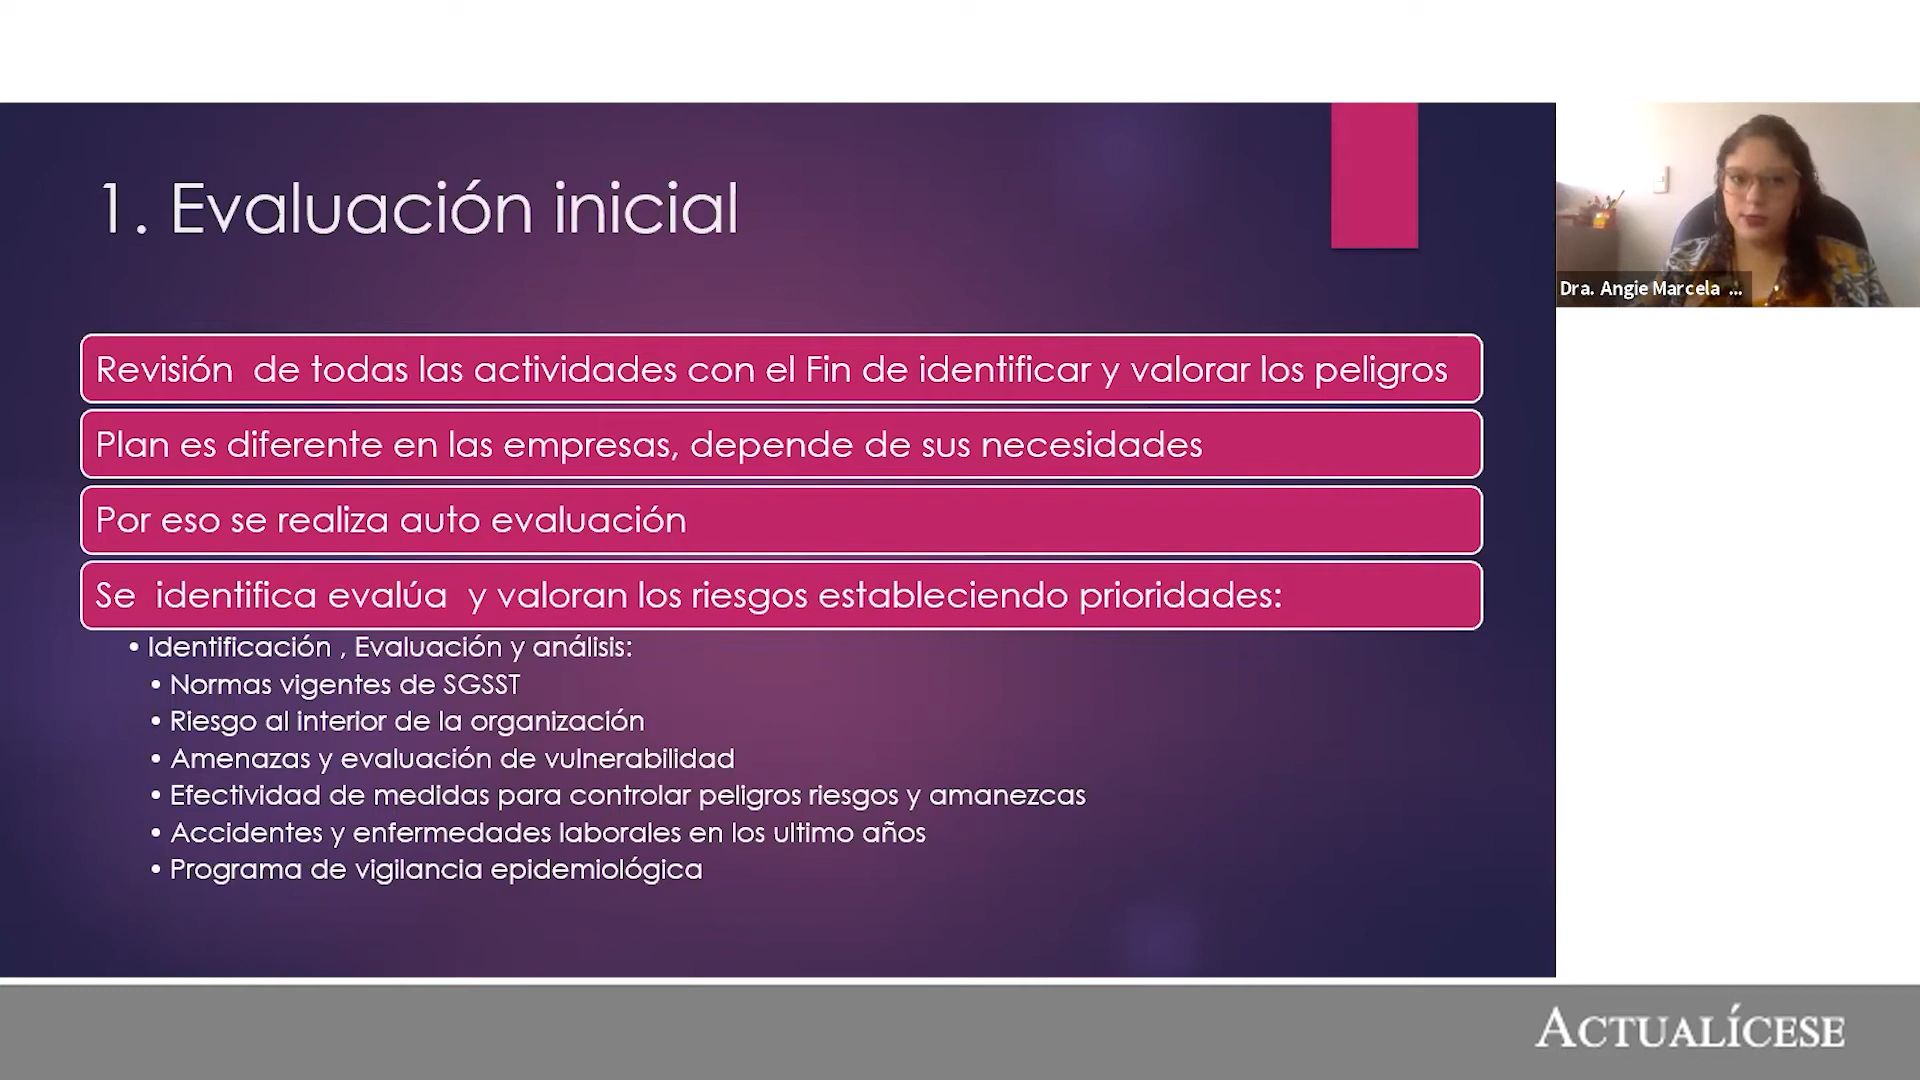 1. Evaluación inicial
Dra. Angie Marcela ...
Revisión de todas las actividades con el Fin de identificar y valorar los peligros
Plan es diferente en las empresas, depende de sus necesidades
Por eso se realiza auto evaluación
Se identifica evalúa y valoran los riesgos estableciendo prioridades:
• Identificación , Evaluación y análisis:
• Normas vigentes de SGSST
• Riesgo al interior de la organización
• Amenazas y evaluación de vulnerabilidad
• Efectividad de medidas para controlar peligros riesgos y amanezcas
• Accidentes y enfermedades laborales en los ultimo años
• Programa de vigilancia epidemiológica
ACTUALÍCESE